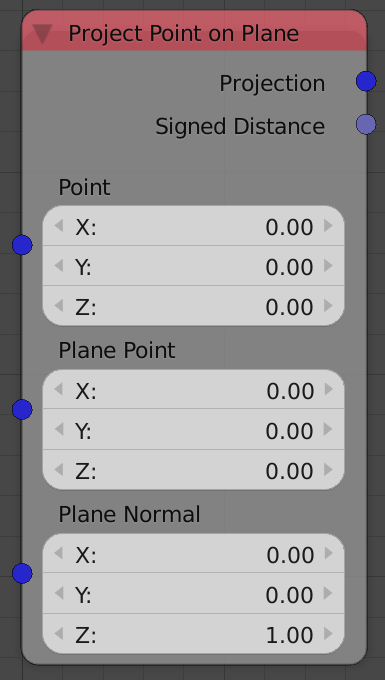 Project Point on Plane
Projection
Signed Distance
Point
X: 0.00
Y: 0.00
Z: 0.00
Plane Point
X: 0.00
Y: 0.00
Z: 0.00
Plane Normal
X: 0.00
Y: 0.00
Z: 1.00